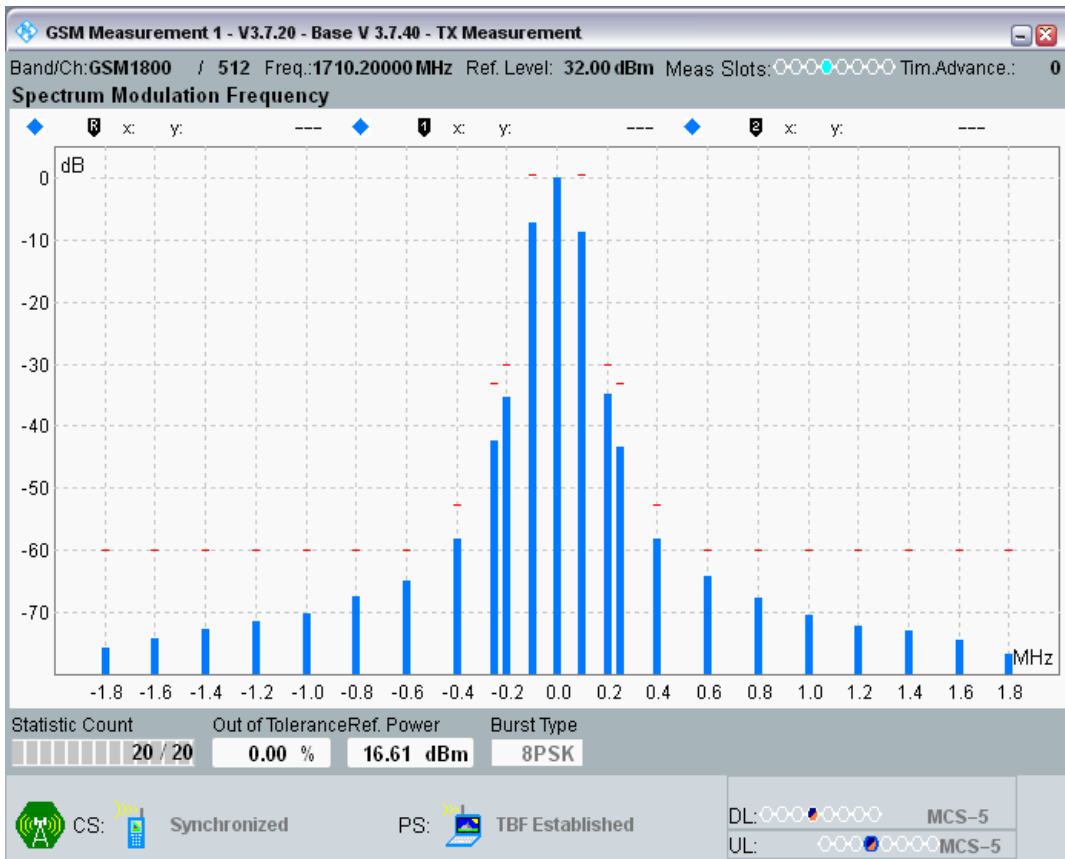 GSM Measurement 1 - V3.7.20 - Base V 3.7.40 - TX Measurement
Band/Ch:GSM1800 / 512 Freq.:1710.20000 MHz Ref. Level: 32.00 dBm Meas Slots: Tim.Advance.: 0
Spectrum Modulation Frequency
R x: y: --- 1 x: y: --- 2 x: y: ---
dB
0
-10
-20
-30
-40
-50
-60
-70
MHz
-1.8 -1.6 -1.4 -1.2 -1.0 -0.8 -0.6 -0.4 -0.2 0.0 0.2 0.4 0.6 0.8 1.0 1.2 1.4 1.6 1.8
Statistic Count Out of Tolerance Ref. Power Burst Type
20 / 20 0.00 % 16.61 dBm 8PSK
CS: Synchronized PS: TBF Established DL: MCS-5
UL: MCS-5